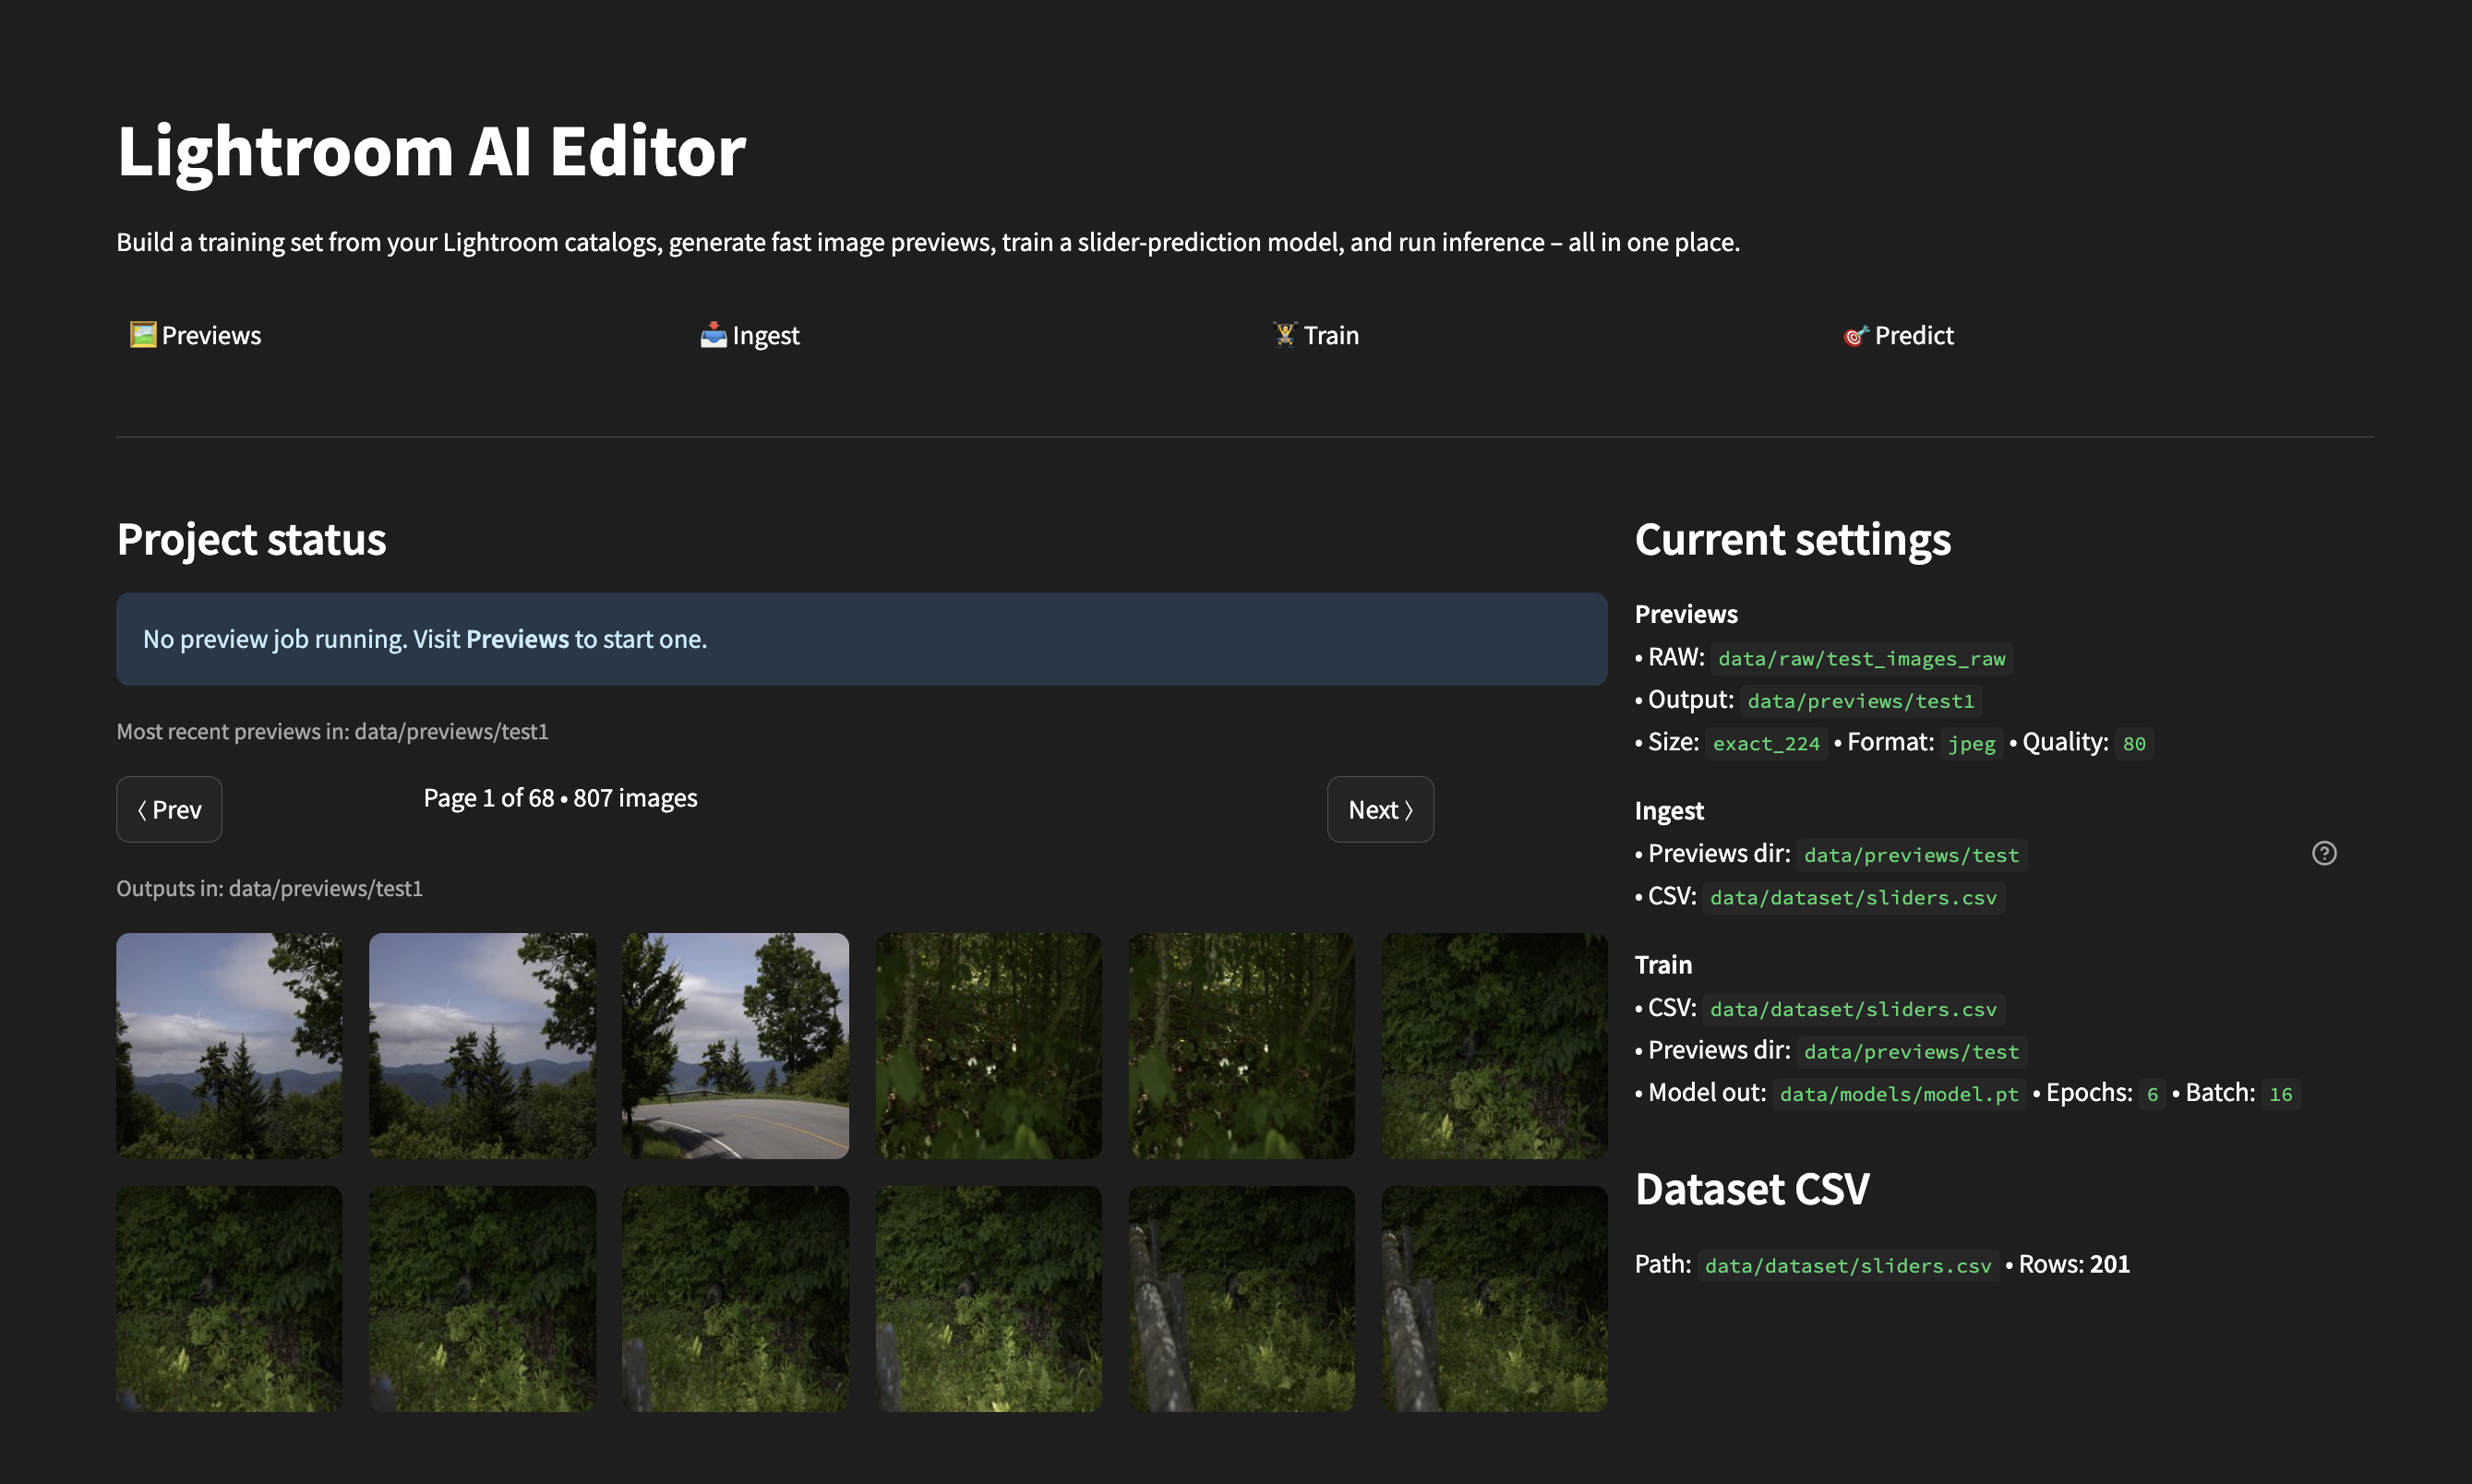 Lightroom AI Editor
Build a training set from your Lightroom catalogs, generate fast image previews, train a slider-prediction model, and run inference – all in one place.
🖼️ Previews
📥 Ingest
🏋️ Train
🎯 Predict
Project status
No preview job running. Visit Previews to start one.
Most recent previews in: data/previews/test1
⟨ Prev
Page 1 of 68 • 807 images
Next ⟩
Outputs in: data/previews/test1
Current settings
Previews
• RAW: data/raw/test_images_raw
• Output: data/previews/test1
• Size: exact_224 • Format: jpeg • Quality: 80
Ingest
• Previews dir: data/previews/test
• CSV: data/dataset/sliders.csv
Train
• CSV: data/dataset/sliders.csv
• Previews dir: data/previews/test
• Model out: data/models/model.pt • Epochs: 6 • Batch: 16
Dataset CSV
Path: data/dataset/sliders.csv • Rows: 201